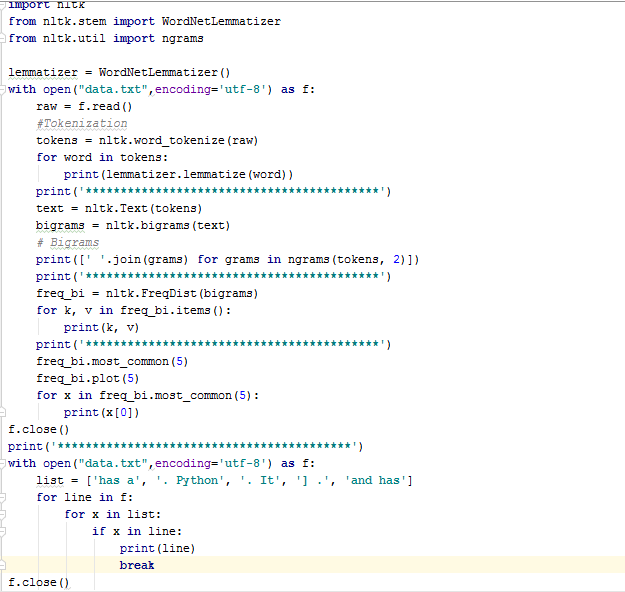 import nltk
from nltk.stem import WordNetLemmatizer
from nltk.util import ngrams
lemmatizer = WordNetLemmatizer()
with open("data.txt",encoding='utf-8') as f:
    raw = f.read()
    #Tokenization
    tokens = nltk.word_tokenize(raw)
    for word in tokens:
        print(lemmatizer.lemmatize(word))
    print('******************************************')
    text = nltk.Text(tokens)
    bigrams = nltk.bigrams(text)
    # Bigrams
    print([' '.join(grams) for grams in ngrams(tokens, 2)])
    print('******************************************')
    freq_bi = nltk.FreqDist(bigrams)
    for k, v in freq_bi.items():
        print(k, v)
    print('******************************************')
    freq_bi.most_common(5)
    freq_bi.plot(5)
    for x in freq_bi.most_common(5):
        print(x[0])
f.close()
print('******************************************')
with open("data.txt",encoding='utf-8') as f:
    list = ['has a', '. Python', '. It', '] .', 'and has']
    for line in f:
        for x in list:
            if x in line:
                print(line)
                break
f.close()